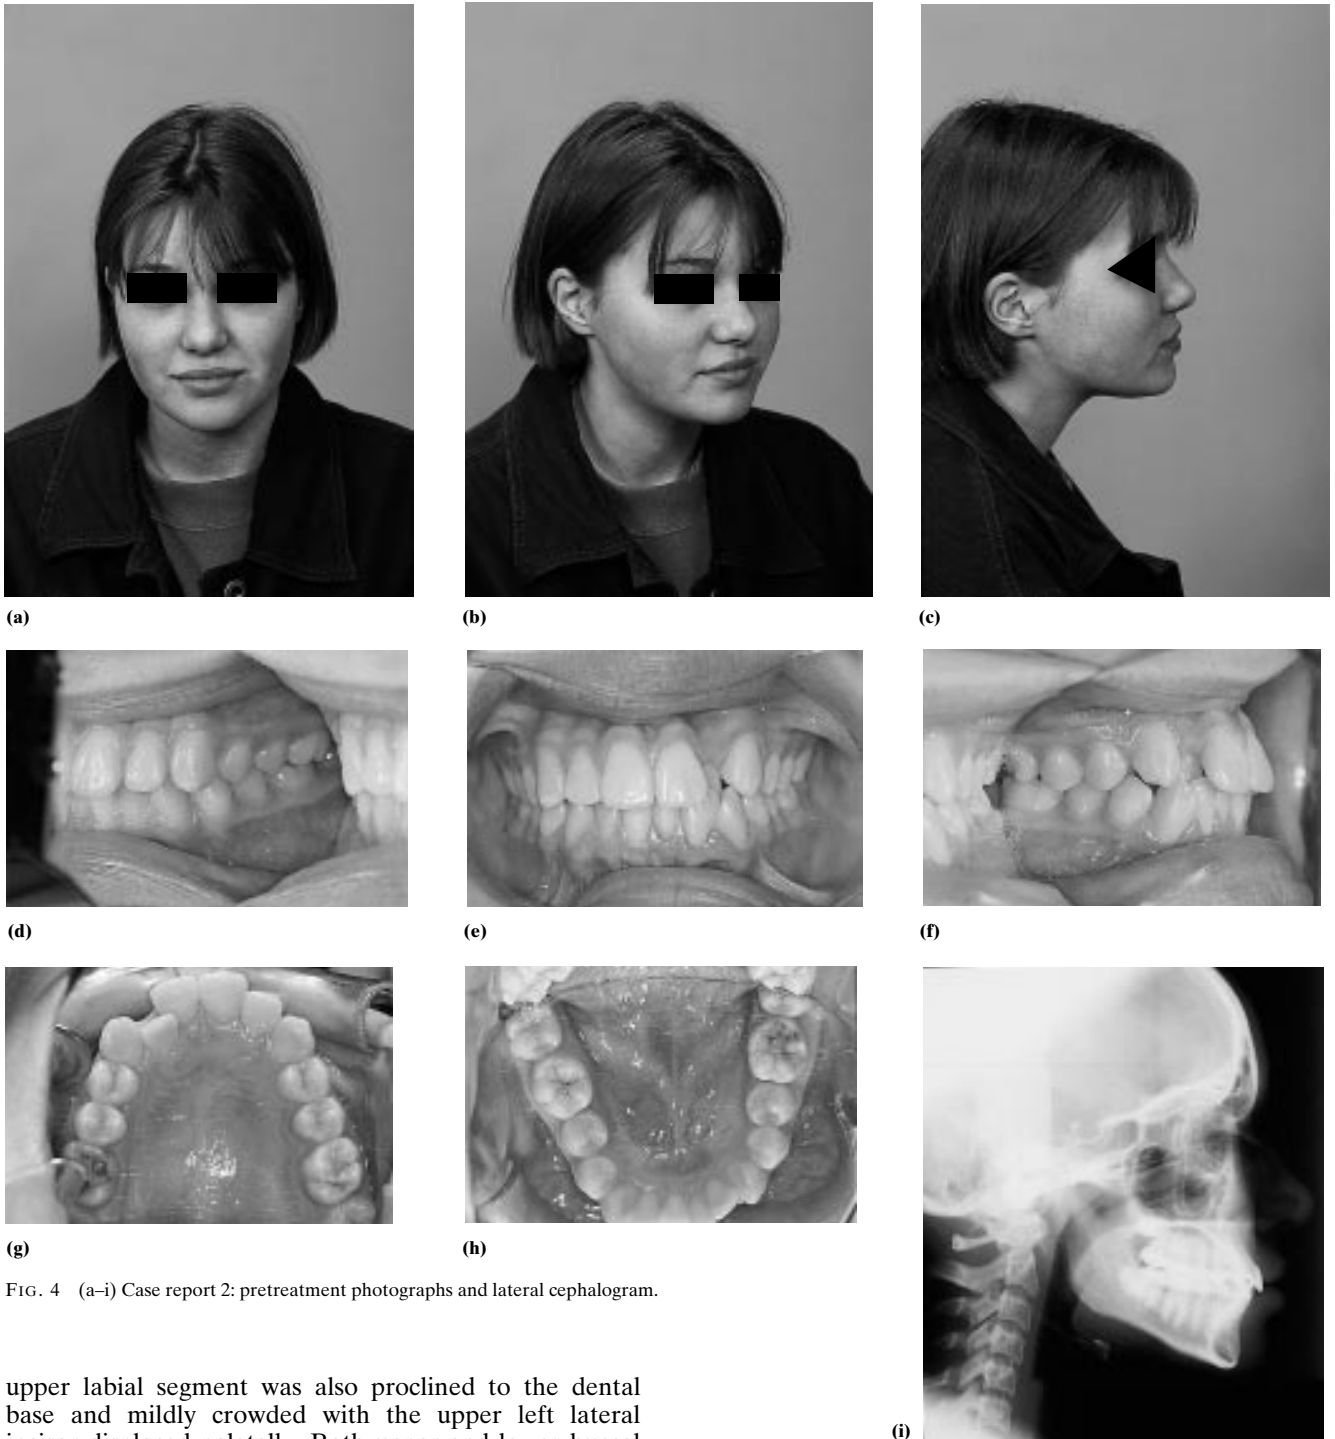 (a)
(b)
(c)
(d)
(e)
(f)
(g)
(h)
FIG. 4 (a–i) Case report 2: pretreatment photographs and lateral cephalogram.
upper labial segment was also proclined to the dental
base and mildly crowded with the upper left lateral
(i)